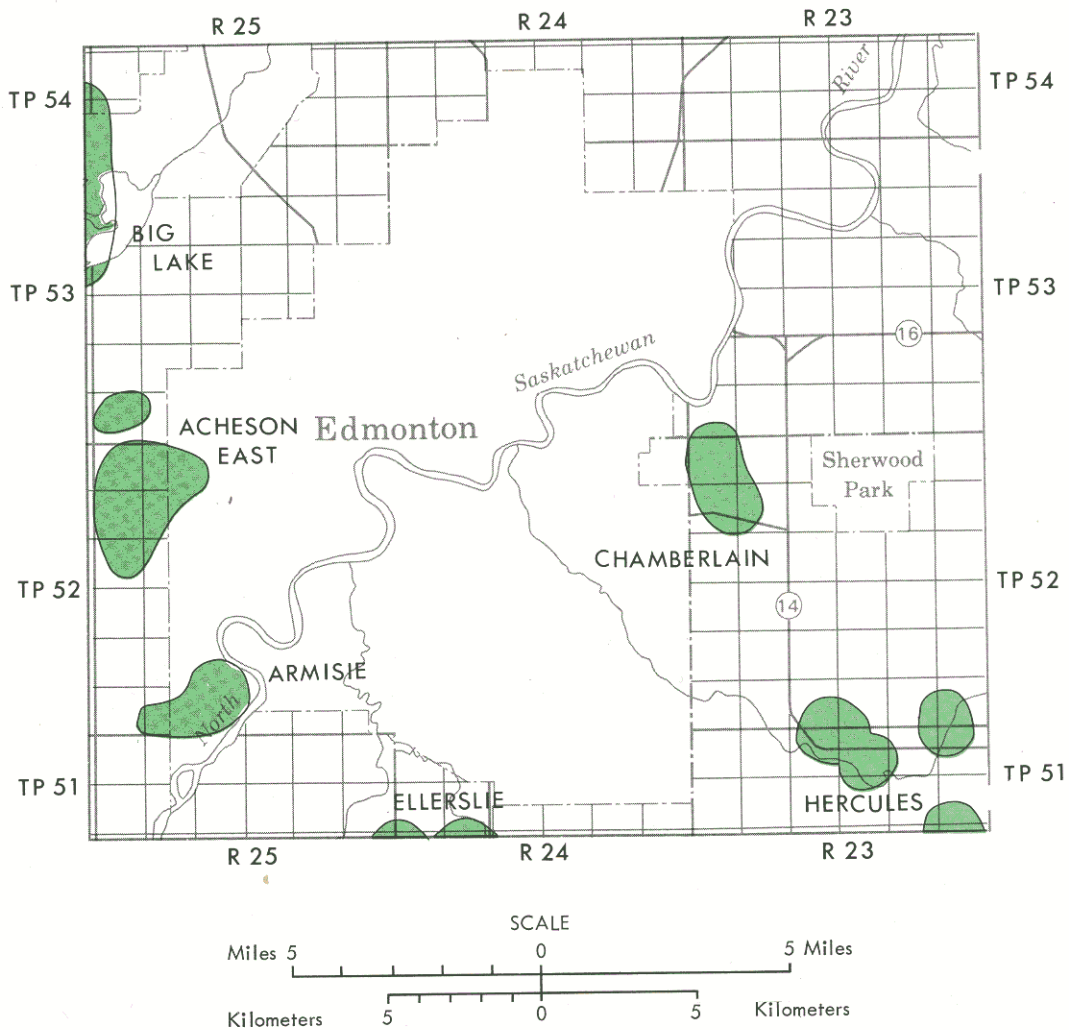 R 25
R 24
R 23
TP 54
River
TP 54
BIG
LAKE
TP 53
TP 53
16
Saskatchewan
ACHESON
EAST
Edmonton
Sherwood
Park
CHAMBERLAIN
TP 52
TP 52
14
ARMISIE
North
TP 51
TP 51
ELLERSLIE
HERCULES
R 25
R 24
R 23
SCALE
Miles 5 0 5 Miles
Kilometers 5 0 5 Kilometers